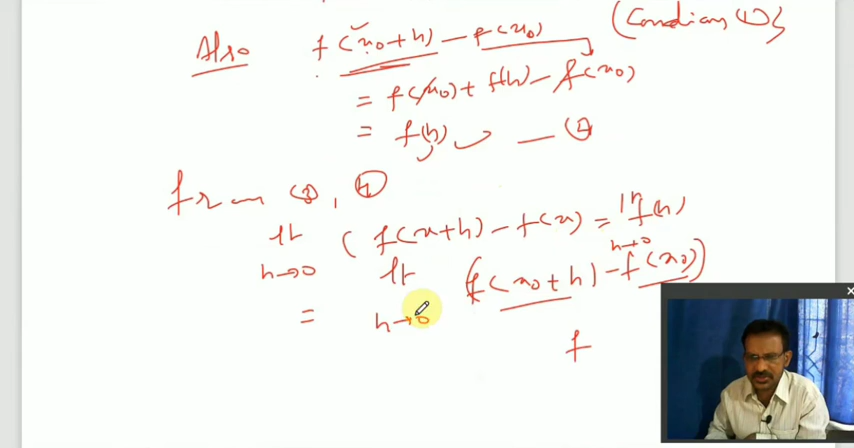 (Condition ①)
Also f(x₀+h) - f(x₀)
= f(x₀) + f(h) - f(x₀)
= f(h) — ④
from ③, ④
lt h→0 (f(x+h) - f(x) = lt h→0 f(h)
= lt h→0 (f(x₀+h) - f(x₀))
f